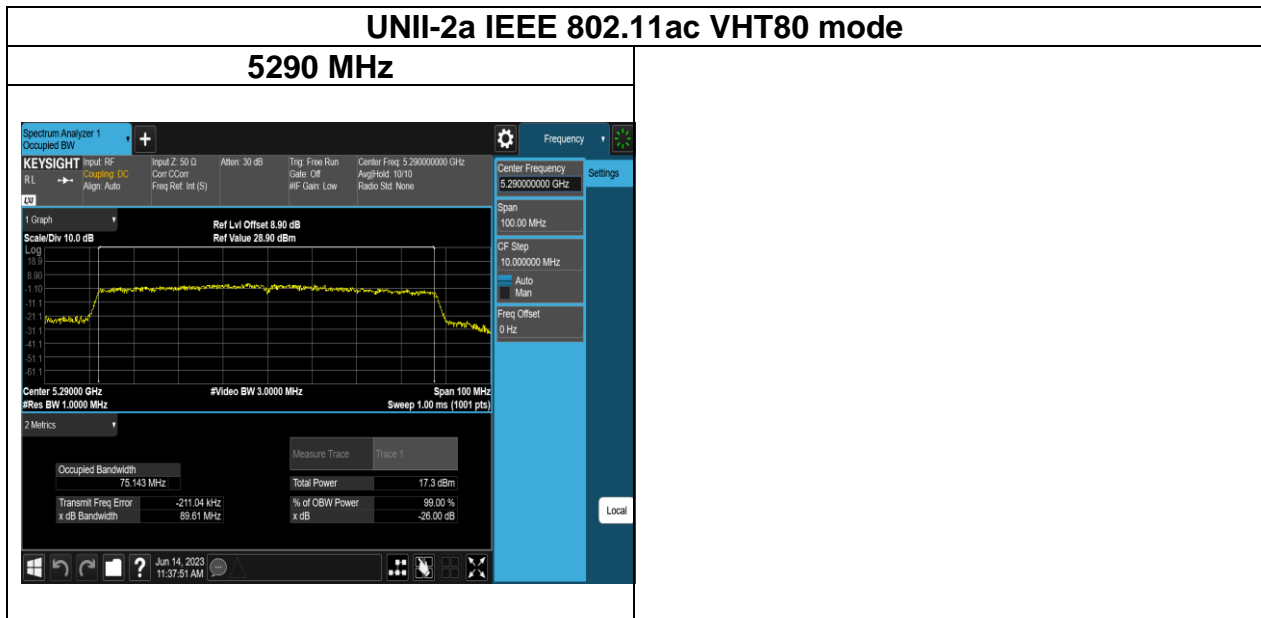 UNII-2a IEEE 802.11ac VHT80 mode
5290 MHz
Spectrum Analyzer 1
Occupied BW
+
Frequency
KEYSIGHT
RL
LXI
Input: RF
Coupling: DC
Align: Auto
Input Z: 50 Ω
Corr CCorr
Freq Ref: Int (S)
Atten: 30 dB
Trig: Free Run
Gate: Off
#IF Gain: Low
Center Freq: 5.290000000 GHz
Avg|Hold: 10/10
Radio Std: None
Center Frequency
5.290000000 GHz
Settings
Span
100.00 MHz
CF Step
10.000000 MHz
Auto
Man
Freq Offset
0 Hz
1 Graph
Scale/Div 10.0 dB
Ref Lvl Offset 8.90 dB
Ref Value 28.90 dBm
Log
18.9
8.90
-1.10
-11.1
-21.1
-31.1
-41.1
-51.1
-61.1
Center 5.29000 GHz
#Video BW 3.0000 MHz
Span 100 MHz
#Res BW 1.0000 MHz
Sweep 1.00 ms (1001 pts)
2 Metrics
Measure Trace Trace 1
Occupied Bandwidth
75.143 MHz
Total Power 17.3 dBm
Transmit Freq Error -211.04 kHz
% of OBW Power 99.00 %
x dB Bandwidth 89.61 MHz
x dB -26.00 dB
Local
?
Jun 14, 2023
11:37:51 AM